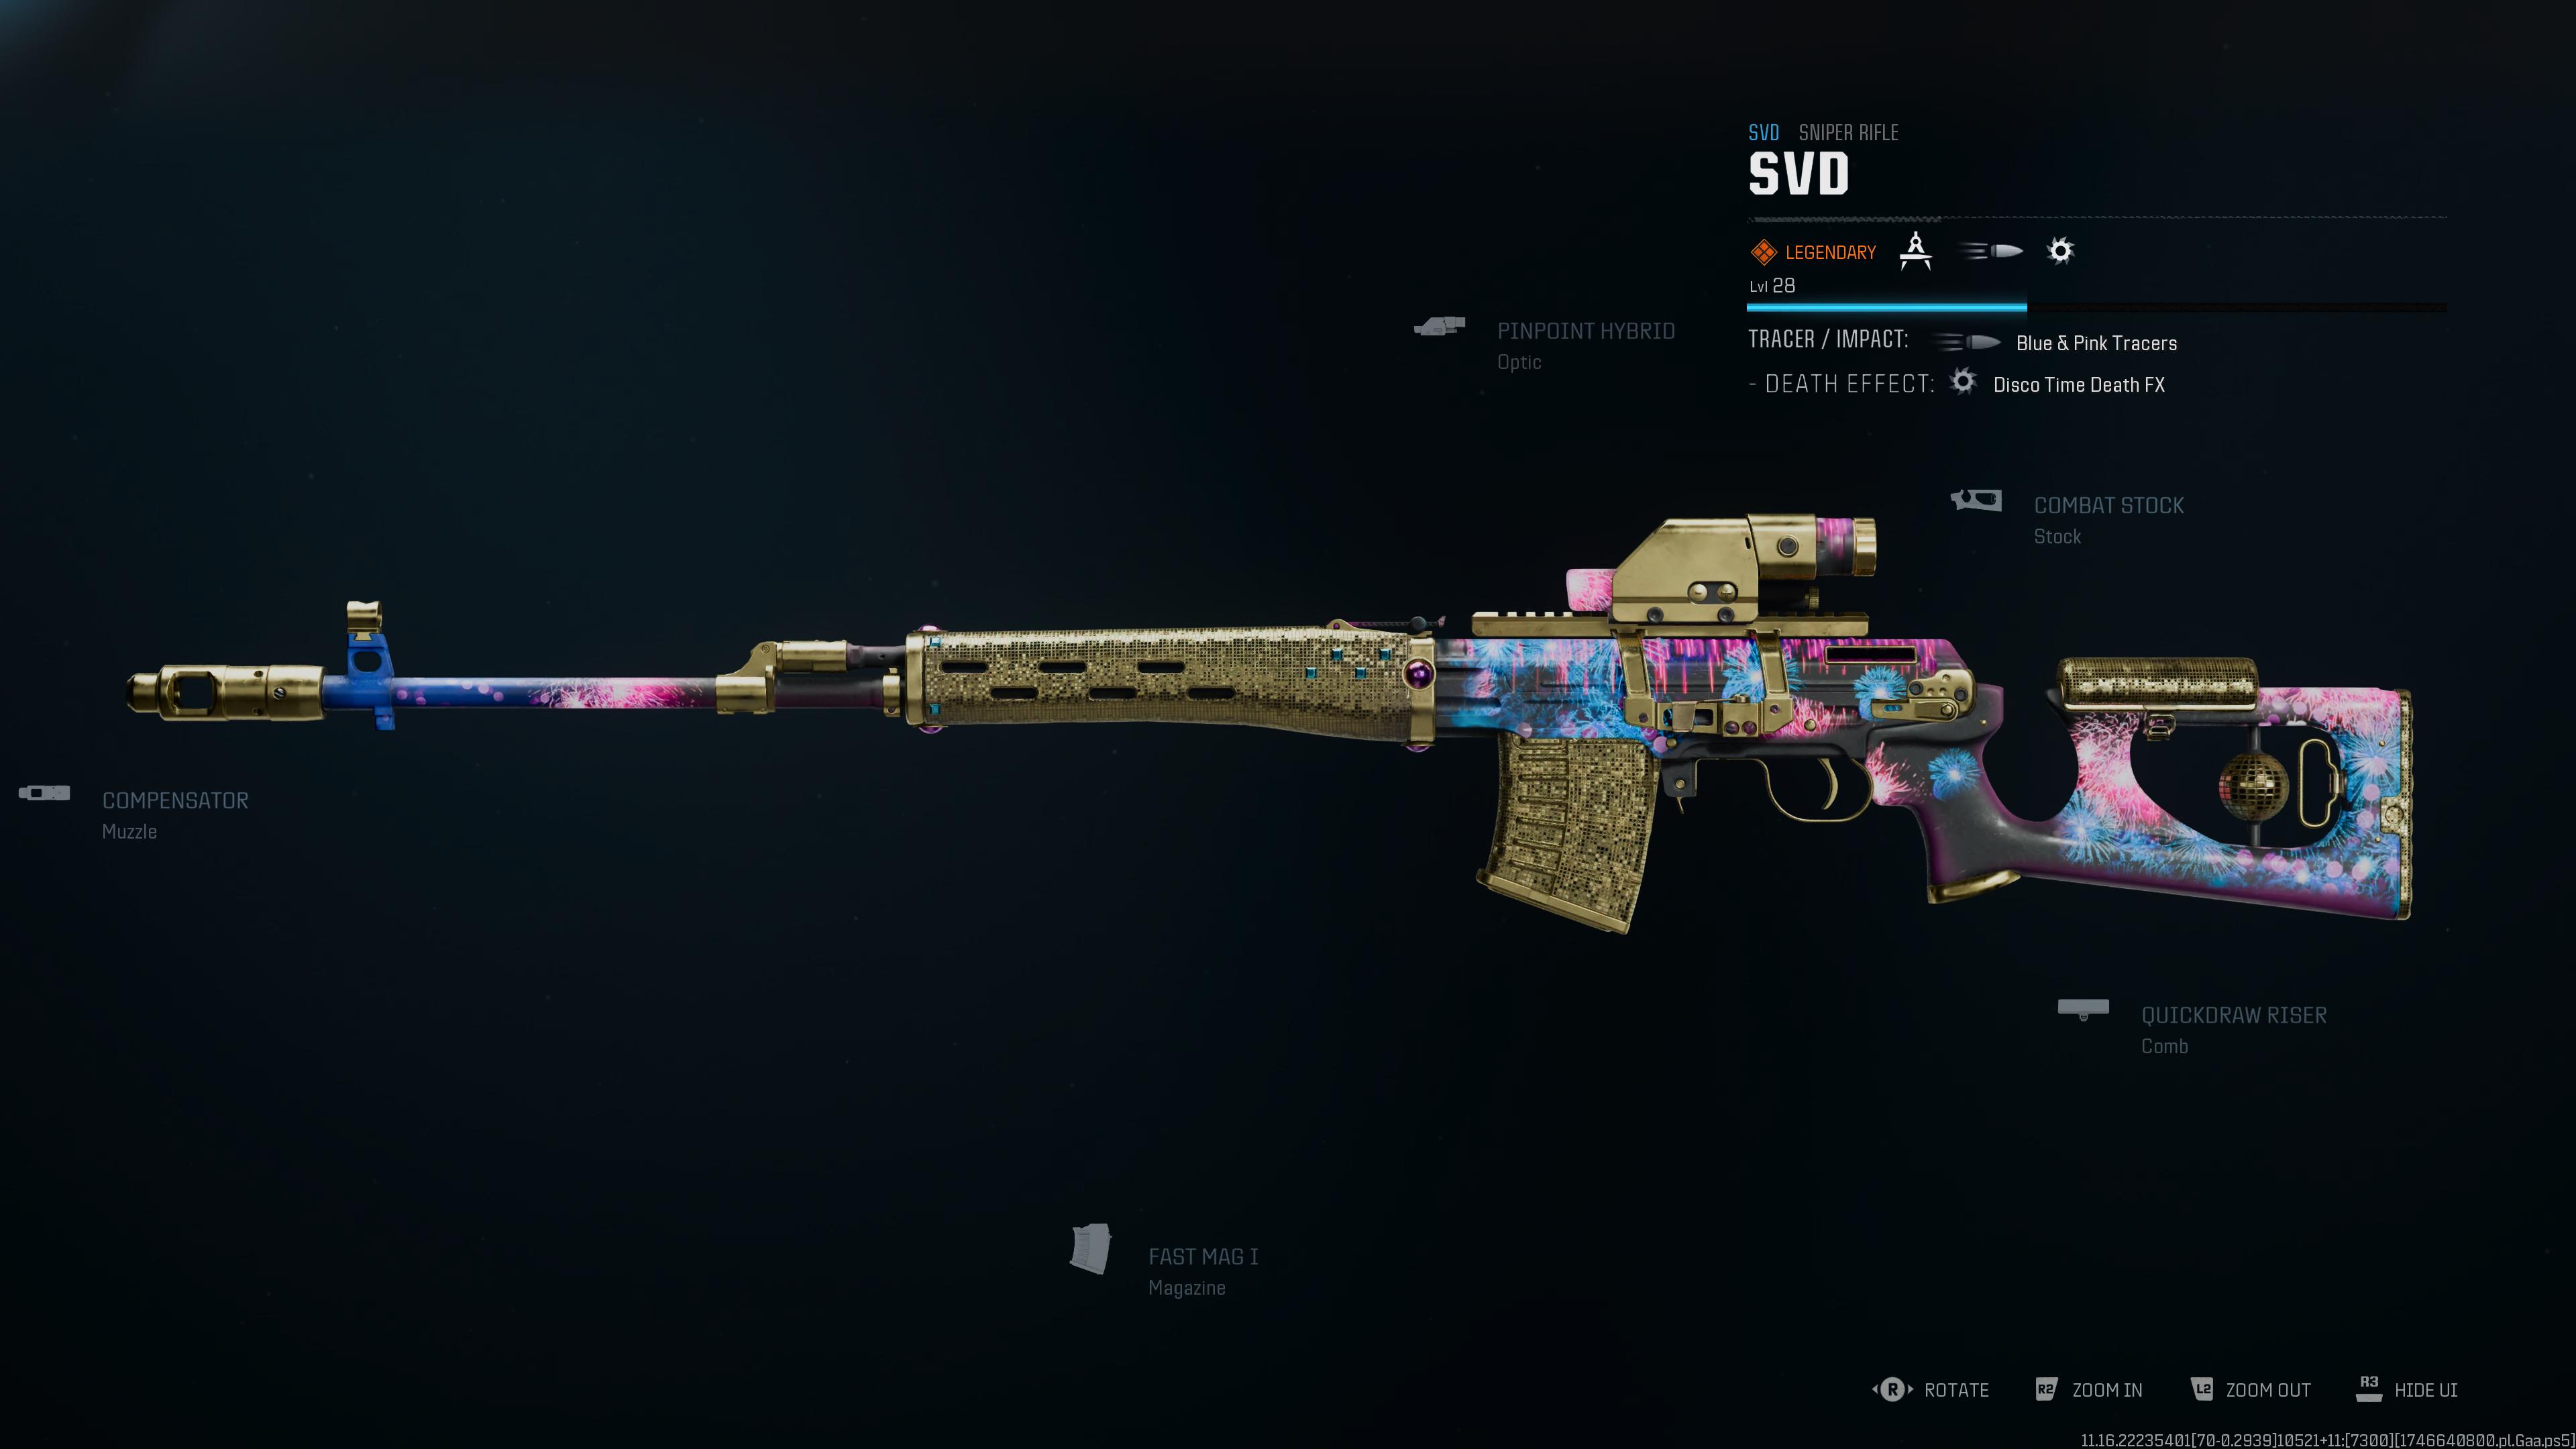 SVD SNIPER RIFLE
SVD
LEGENDARY
Lvl 28
TRACER / IMPACT: Blue & Pink Tracers
- DEATH EFFECT: Disco Time Death FX
PINPOINT HYBRID
Optic
COMBAT STOCK
Stock
COMPENSATOR
Muzzle
QUICKDRAW RISER
Comb
FAST MAG I
Magazine
R ROTATE R2 ZOOM IN L2 ZOOM OUT R3 HIDE UI
11.16.22235401[70-0.2939]10521+11:[7300][1746640800.pl.Gaa.ps5]